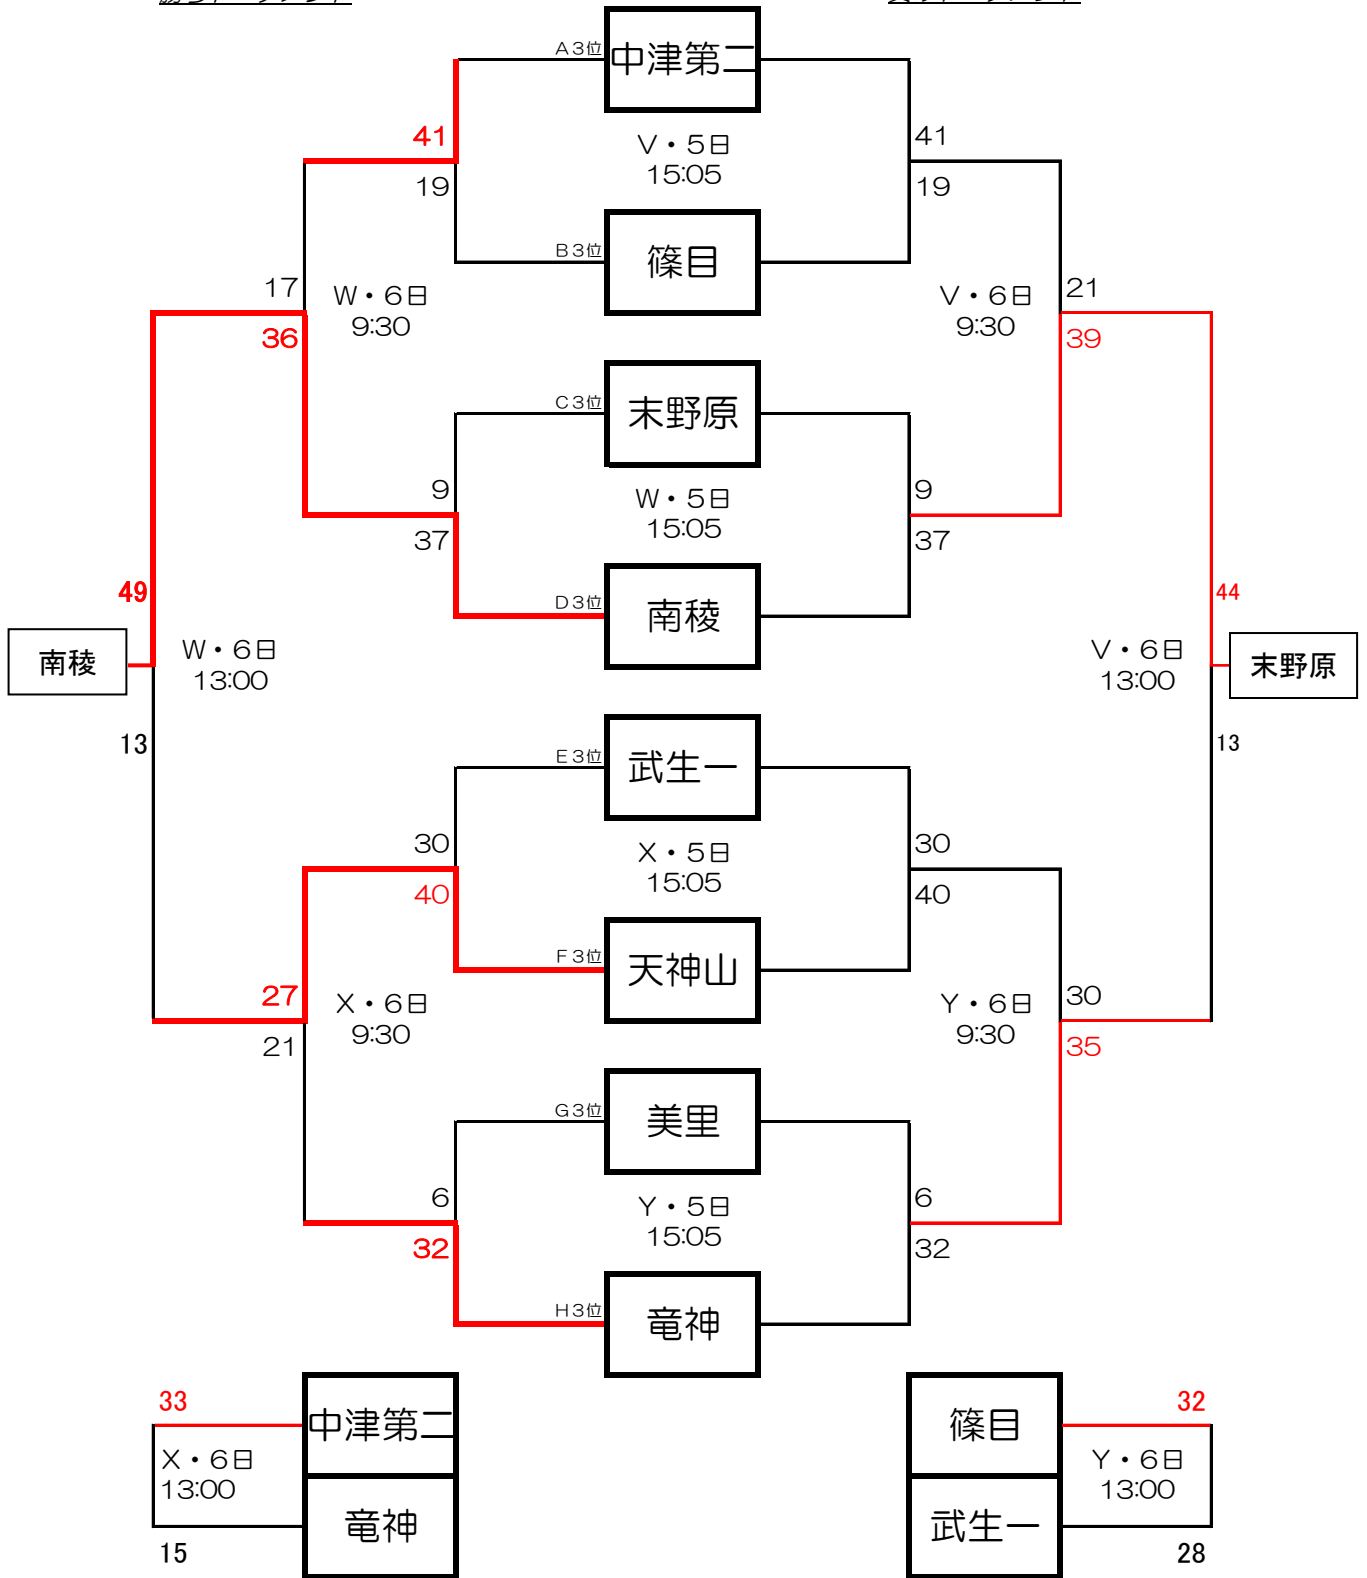 A3位
中津第二
41
19
V・5日
15:05
41
19
B3位
篠目
17
36
W・6日
9:30
V・6日
9:30
21
39
C3位
末野原
9
37
W・5日
15:05
9
37
D3位
南稜
49
南稜
W・6日
13:00
13
44
V・6日
13:00
末野原
13
E3位
武生一
30
40
X・5日
15:05
30
40
F3位
天神山
27
21
X・6日
9:30
Y・6日
9:30
30
35
G3位
美里
6
32
Y・5日
15:05
6
32
H3位
竜神
33
中津第二
X・6日
13:00
竜神
15
篠目
32
Y・6日
13:00
武生一
28